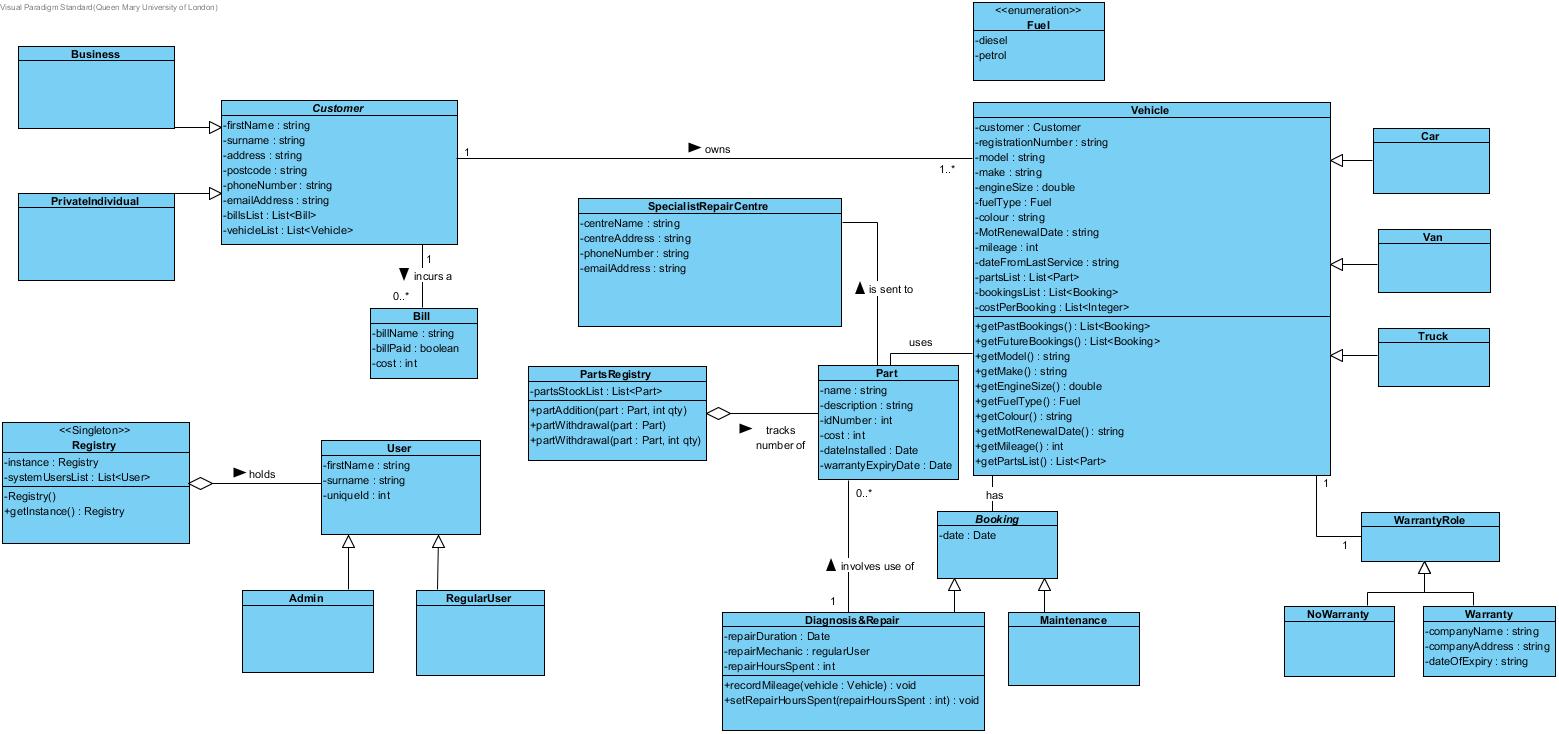 Visual Paradigm Standard(Queen Mary University of London)
<<enumeration>>
Fuel
-diesel
-petrol
Business
Customer
-firstName : string
-surname : string
-address : string
-postcode : string
-phoneNumber : string
-emailAddress : string
-billsList : List<Bill>
-vehicleList : List<Vehicle>
PrivateIndividual
1
owns
1..*
Vehicle
-customer : Customer
-registrationNumber : string
-model : string
-make : string
-engineSize : double
-fuelType : Fuel
-colour : string
-MotRenewalDate : string
-mileage : int
-dateFromLastService : string
-partsList : List<Part>
-bookingsList : List<Booking>
-costPerBooking : List<Integer>
+getPastBookings() : List<Booking>
+getFutureBookings() : List<Booking>
+getModel() : string
+getMake() : string
+getEngineSize() : double
+getFuelType() : Fuel
+getColour() : string
+getMotRenewalDate() : string
+getMileage() : int
+getPartsList() : List<Part>
Car
Van
Truck
SpecialistRepairCentre
-centreName : string
-centreAddress : string
-phoneNumber : string
-emailAddress : string
is sent to
uses
1
incurs a
0..*
Bill
-billName : string
-billPaid : boolean
-cost : int
PartsRegistry
-partsStockList : List<Part>
+partAddition(part : Part, int qty)
+partWithdrawal(part : Part)
+partWithdrawal(part : Part, int qty)
tracks
number of
Part
-name : string
-description : string
-idNumber : int
-cost : int
-dateInstalled : Date
-warrantyExpiryDate : Date
<<Singleton>>
Registry
-instance : Registry
-systemUsersList : List<User>
-Registry()
+getInstance() : Registry
holds
User
-firstName : string
-surname : string
-uniqueId : int
Admin
RegularUser
0..*
involves use of
1
has
Booking
-date : Date
Diagnosis&Repair
-repairDuration : Date
-repairMechanic : regularUser
-repairHoursSpent : int
+recordMileage(vehicle : Vehicle) : void
+setRepairHoursSpent(repairHoursSpent : int) : void
Maintenance
1
1
WarrantyRole
NoWarranty
Warranty
-companyName : string
-companyAddress : string
-dateOfExpiry : string